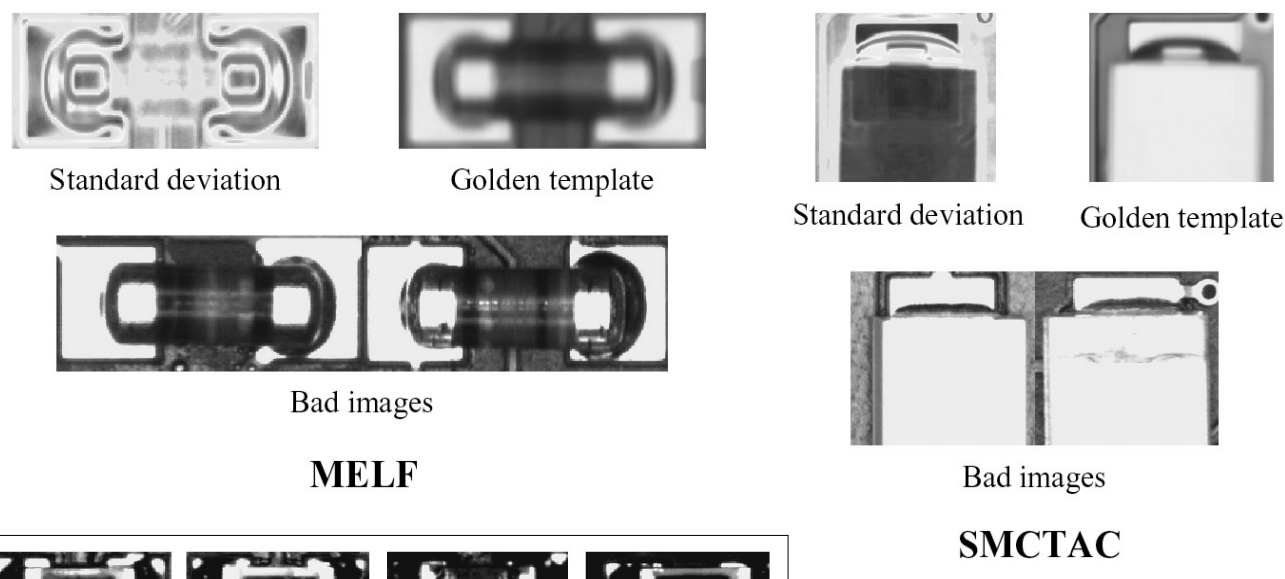 Standard deviation
Golden template
Bad images
MELF
Standard deviation
Golden template
Bad images
SMCTAC